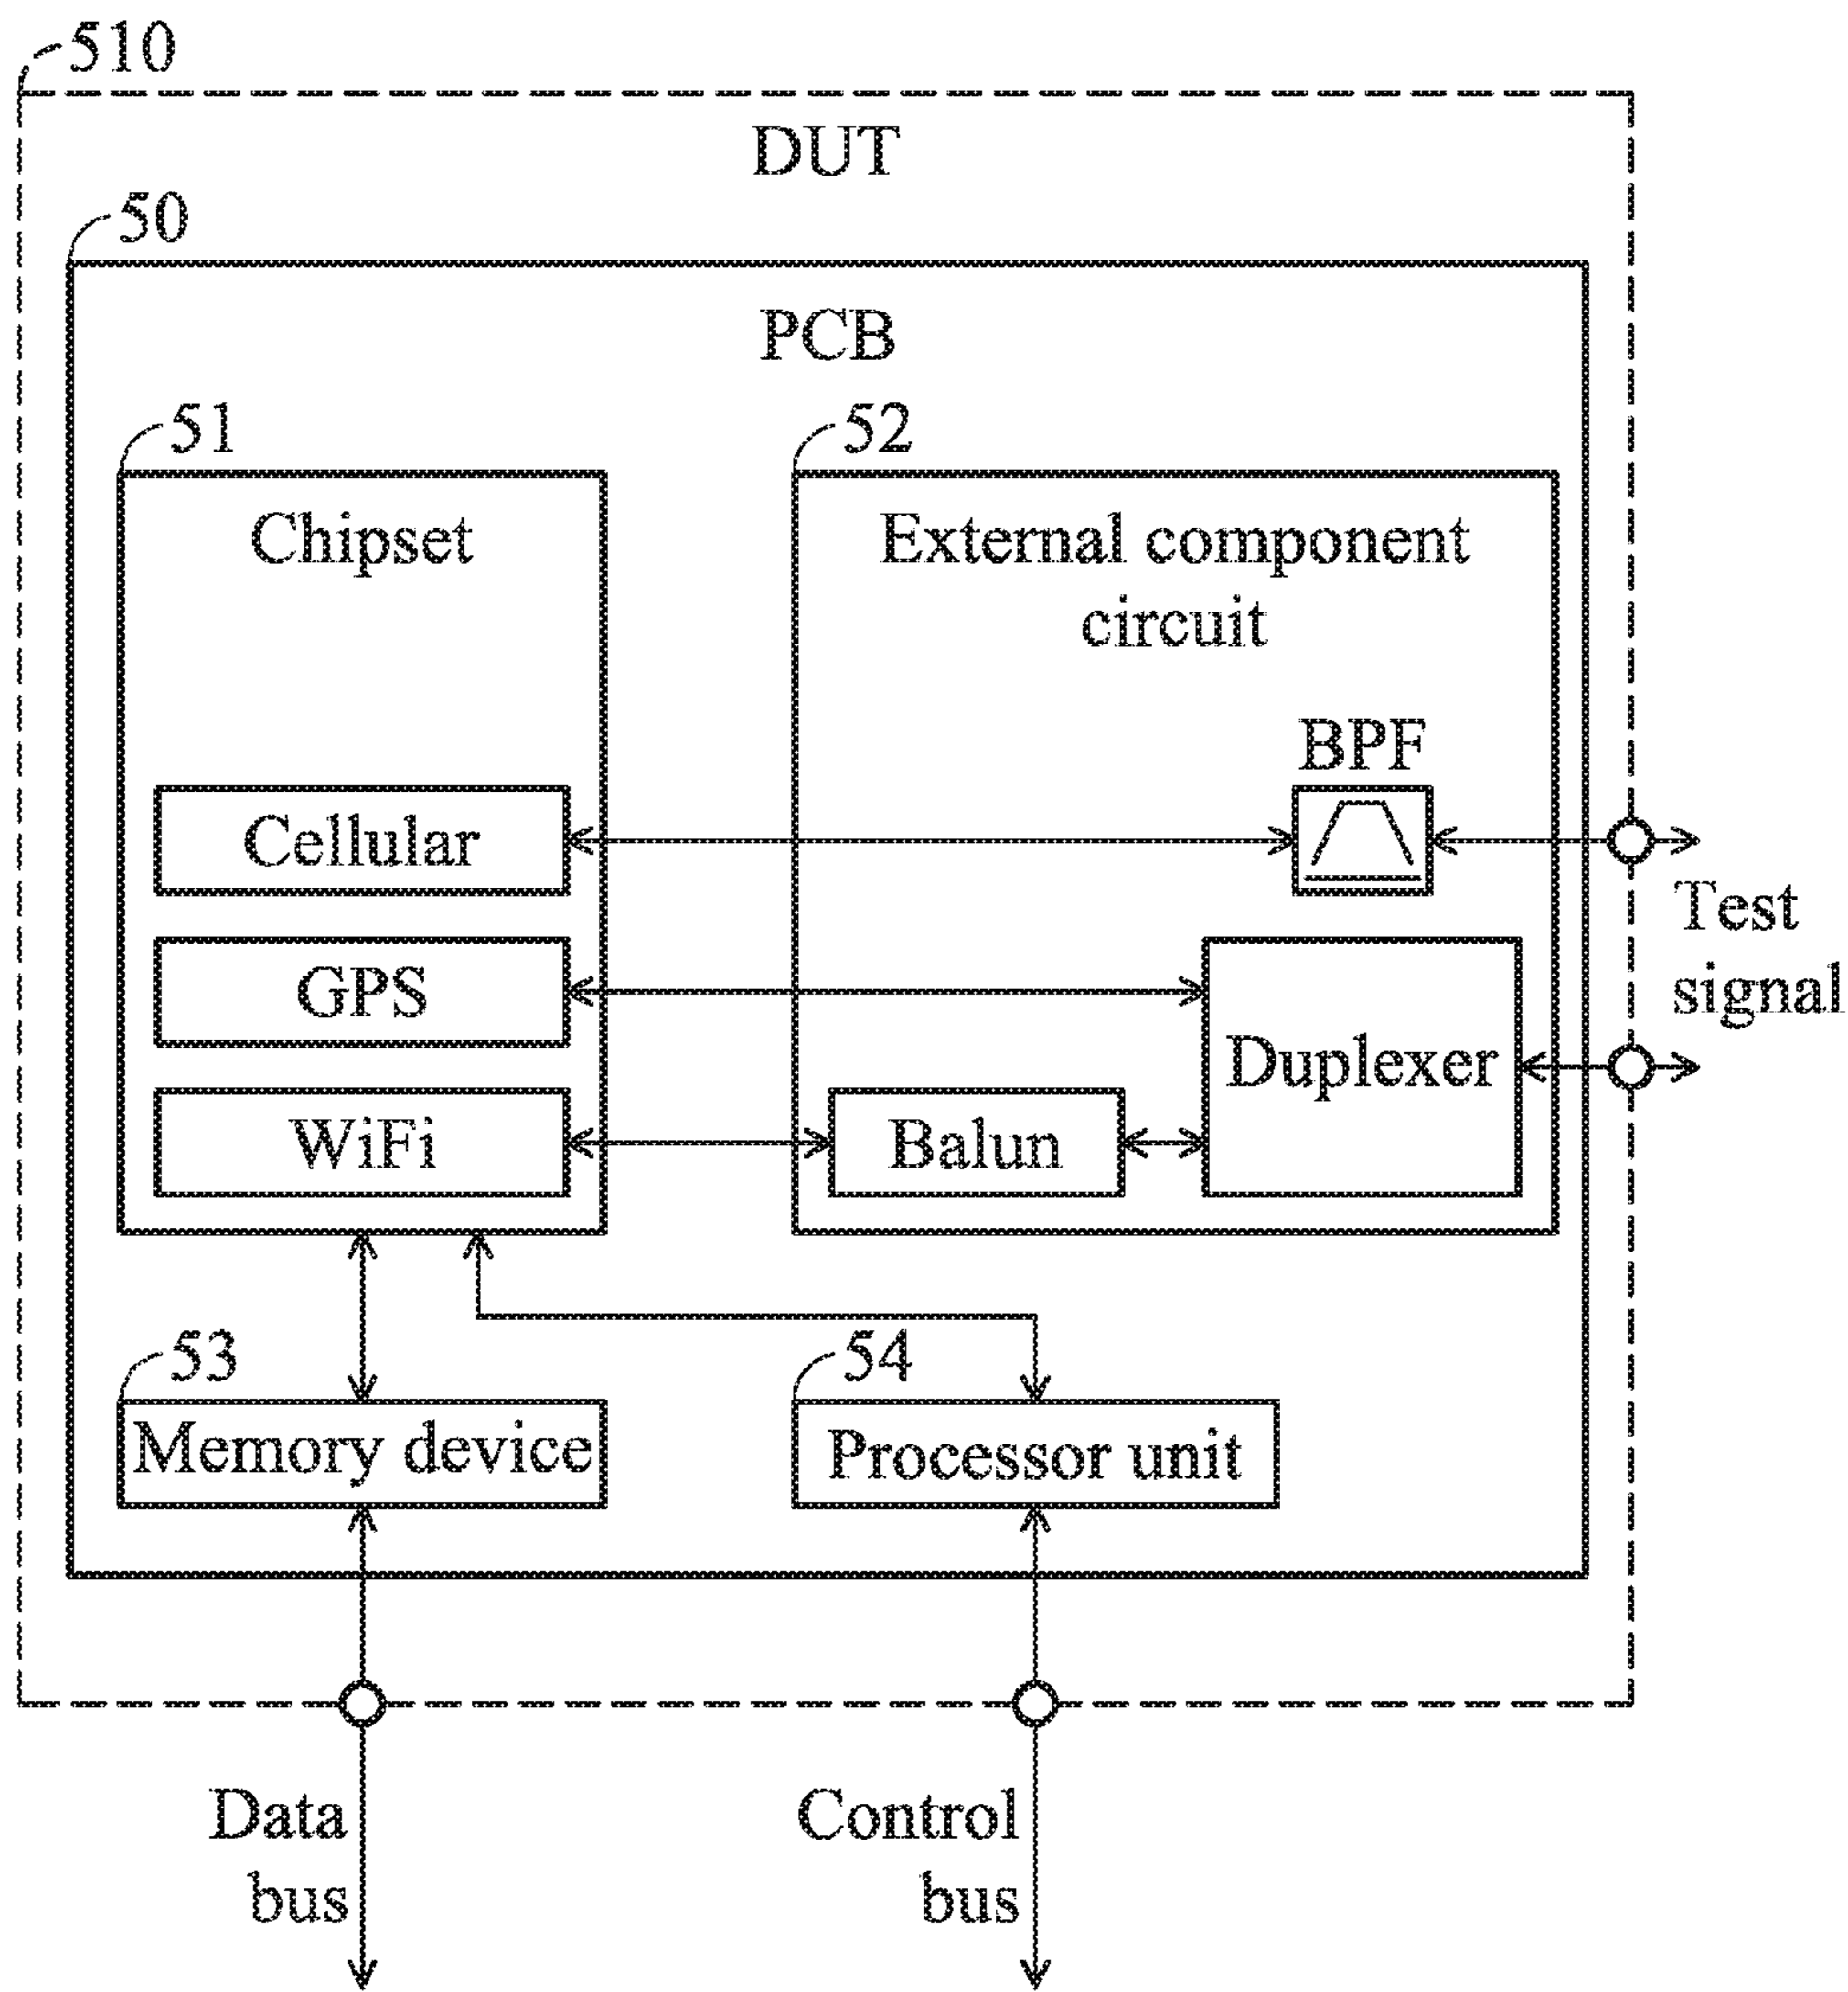 510
DUT
50
PCB
51
52
Chipset
External component
circuit
BPF
Cellular
Test
signal
GPS
Duplexer
WiFi
Balun
53
54
Memory device
Processor unit
Data
bus
Control
bus